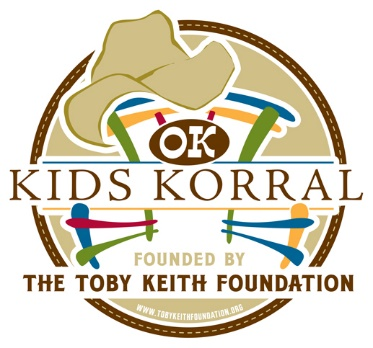 OK
KIDS KORRAL
FOUNDED BY
THE TOBY KEITH FOUNDATION
WWW.TOBYKEITHFOUNDATION.ORG